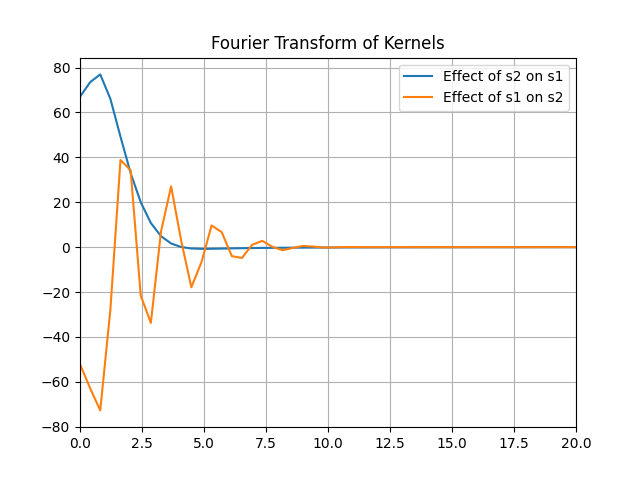 Fourier Transform of Kernels
Effect of s2 on s1
Effect of s1 on s2
80
60
40
20
0
−20
−40
−60
−80
0.0 2.5 5.0 7.5 10.0 12.5 15.0 17.5 20.0